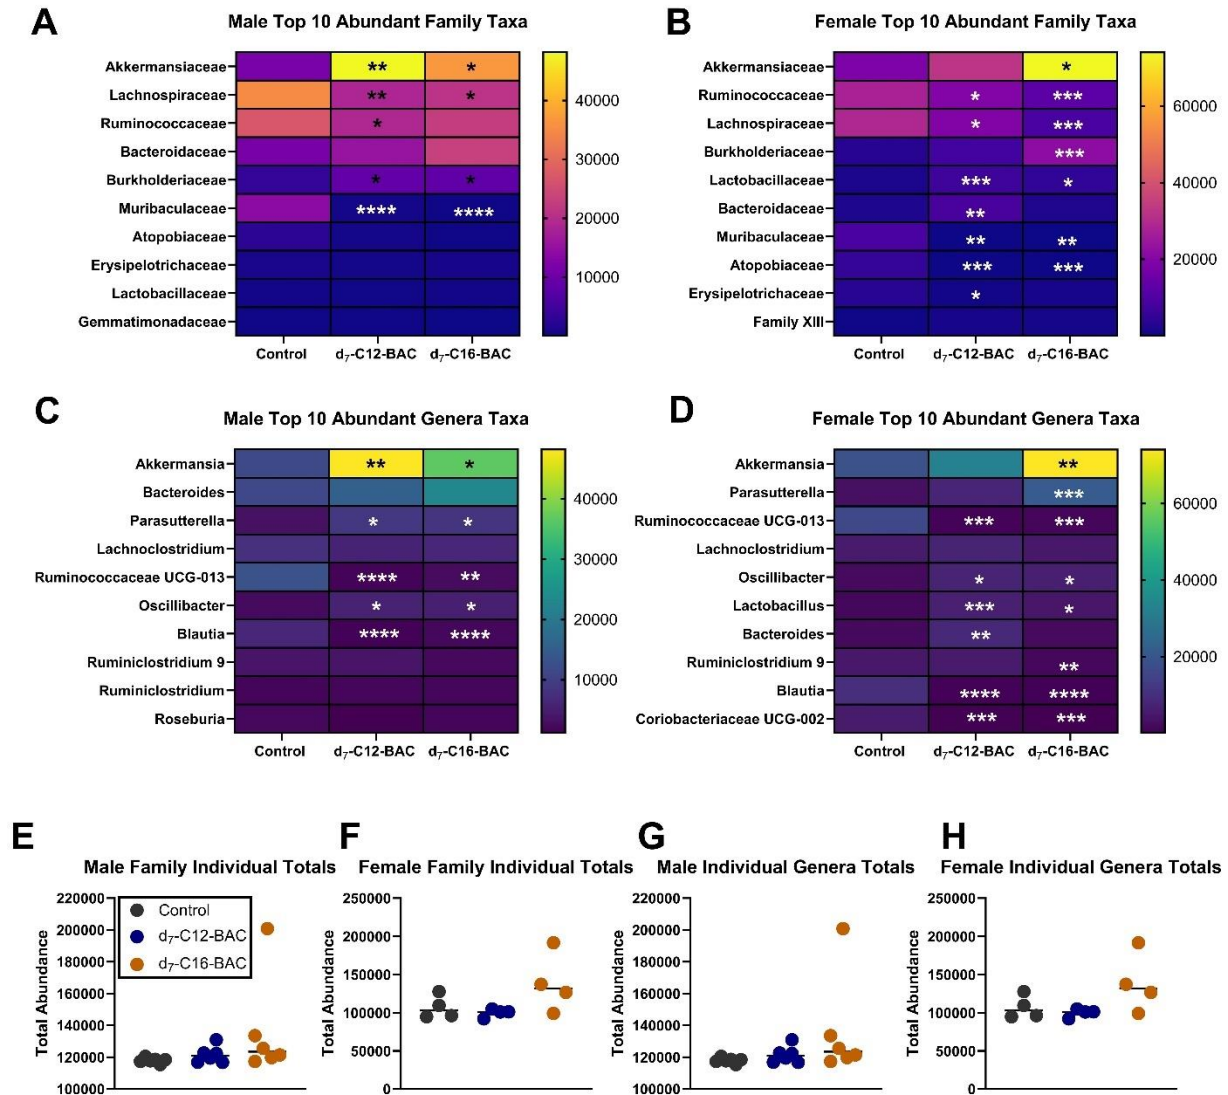 A
Male Top 10 Abundant Family Taxa
Akkermansiaceae
Lachnospiraceae
Ruminococcaceae
Bacteroidaceae
Burkholderiaceae
Muribaculaceae
Atopobiaceae
Erysipelotrichaceae
Lactobacillaceae
Gemmatimonadaceae
** *
** *
*
* *
**** ****
Control d₇-C12-BAC d₇-C16-BAC
40000
30000
20000
10000
B
Female Top 10 Abundant Family Taxa
Akkermansiaceae
Ruminococcaceae
Lachnospiraceae
Burkholderiaceae
Lactobacillaceae
Bacteroidaceae
Muribaculaceae
Atopobiaceae
Erysipelotrichaceae
Family XIII
*
* ***
* ***
***
*** *
**
** **
*** ***
*
Control d₇-C12-BAC d₇-C16-BAC
60000
40000
20000
C
Male Top 10 Abundant Genera Taxa
Akkermansia
Bacteroides
Parasutterella
Lachnoclostridium
Ruminococcaceae UCG-013
Oscillibacter
Blautia
Ruminiclostridium 9
Ruminiclostridium
Roseburia
** *
* *
**** **
* *
**** ****
Control d₇-C12-BAC d₇-C16-BAC
40000
30000
20000
10000
D
Female Top 10 Abundant Genera Taxa
Akkermansia
Parasutterella
Ruminococcaceae UCG-013
Lachnoclostridium
Oscillibacter
Lactobacillus
Bacteroides
Ruminiclostridium 9
Blautia
Coriobacteriaceae UCG-002
**
***
*** ***
* *
*** *
**
**
**** ****
*** ***
Control d₇-C12-BAC d₇-C16-BAC
60000
40000
20000
E
Male Family Individual Totals
Total Abundance
220000
200000
180000
160000
140000
120000
100000
Control
d₇-C12-BAC
d₇-C16-BAC
F
Female Family Individual Totals
Total Abundance
250000
200000
150000
100000
50000
0
G
Male Individual Genera Totals
Total Abundance
220000
200000
180000
160000
140000
120000
100000
H
Female Individual Genera Totals
Total Abundance
250000
200000
150000
100000
50000
0